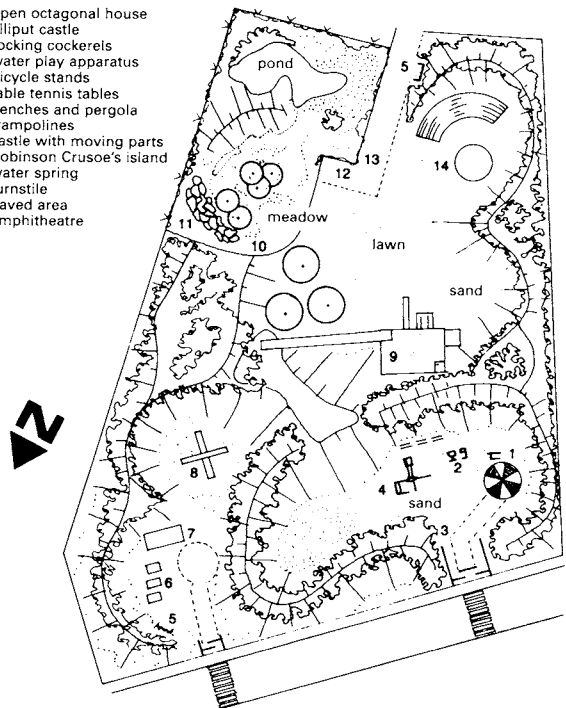 pen octagonal house
illiput castle
ocking cockerels
water play apparatus
icycle stands
able tennis tables
enches and pergola
rampolines
astle with moving parts
obinson Crusoe's island
water spring
urnstile
aved area
mphitheatre
pond
5
13
12
14
meadow
11
10
lawn
sand
9
N
8
1
2
4
sand
3
7
6
5